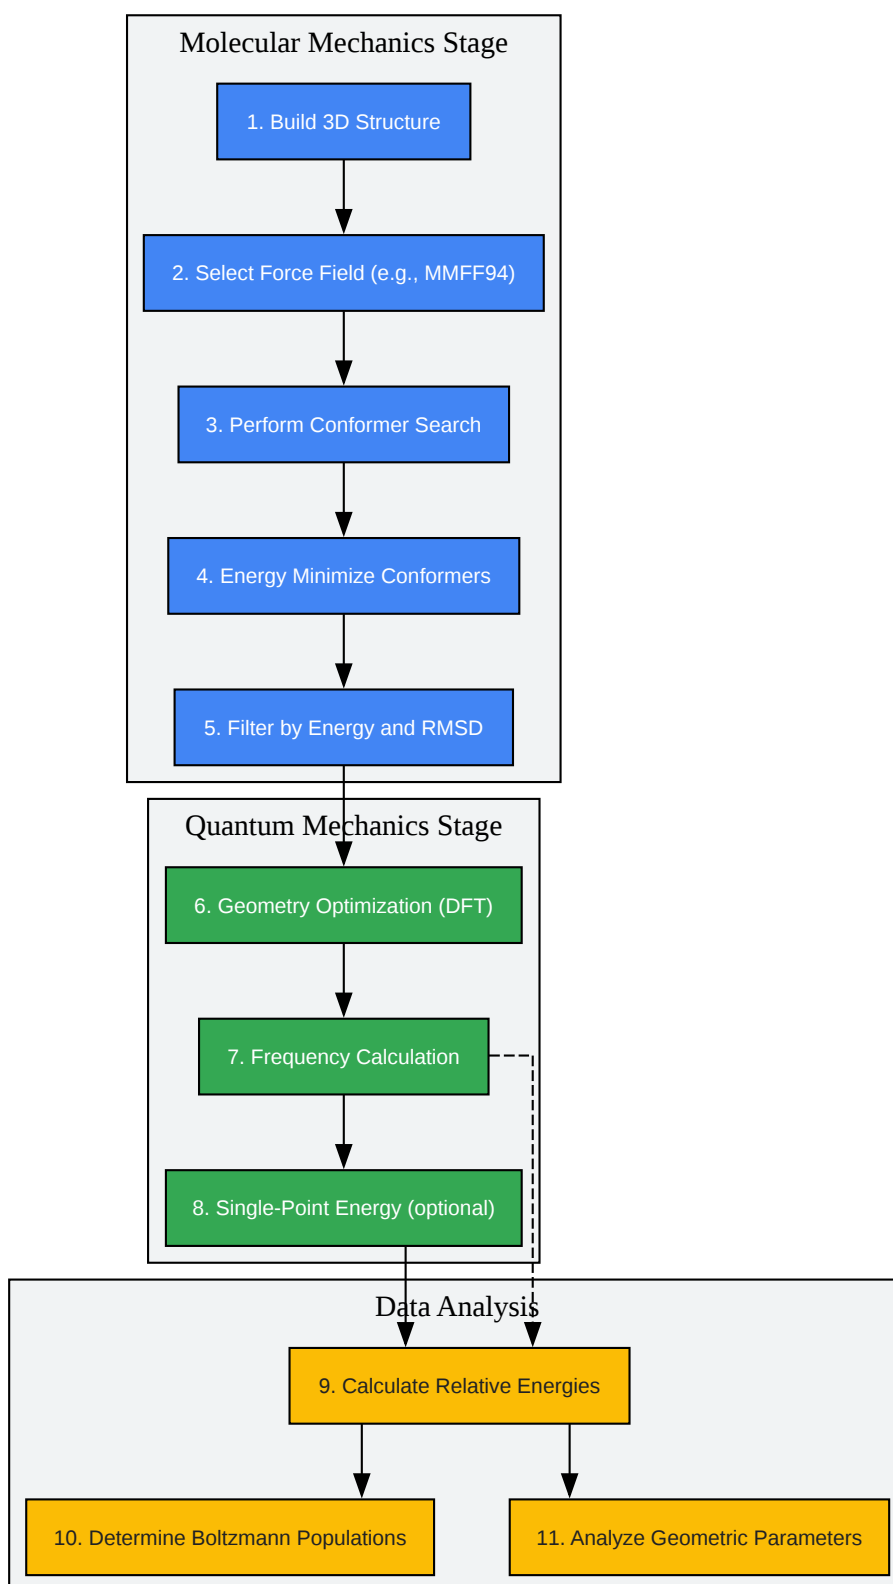 Molecular Mechanics Stage
1. Build 3D Structure
2. Select Force Field (e.g., MMFF94)
3. Perform Conformer Search
4. Energy Minimize Conformers
5. Filter by Energy and RMSD
Quantum Mechanics Stage
6. Geometry Optimization (DFT)
7. Frequency Calculation
8. Single-Point Energy (optional)
Data Analysis
9. Calculate Relative Energies
10. Determine Boltzmann Populations
11. Analyze Geometric Parameters